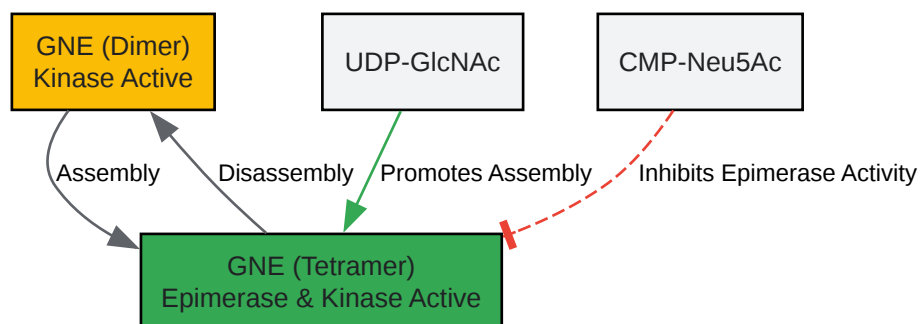 GNE (Dimer)
Kinase Active
UDP-GlcNAc
CMP-Neu5Ac
Assembly
Disassembly
Promotes Assembly
Inhibits Epimerase Activity
GNE (Tetramer)
Epimerase & Kinase Active